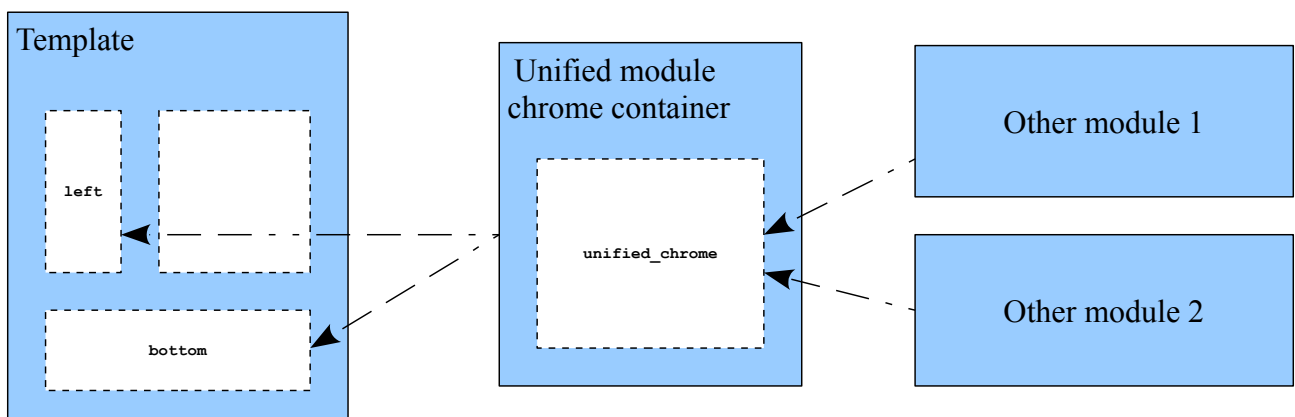 Template
left
bottom
Unified module
chrome container
unified_chrome
Other module 1
Other module 2